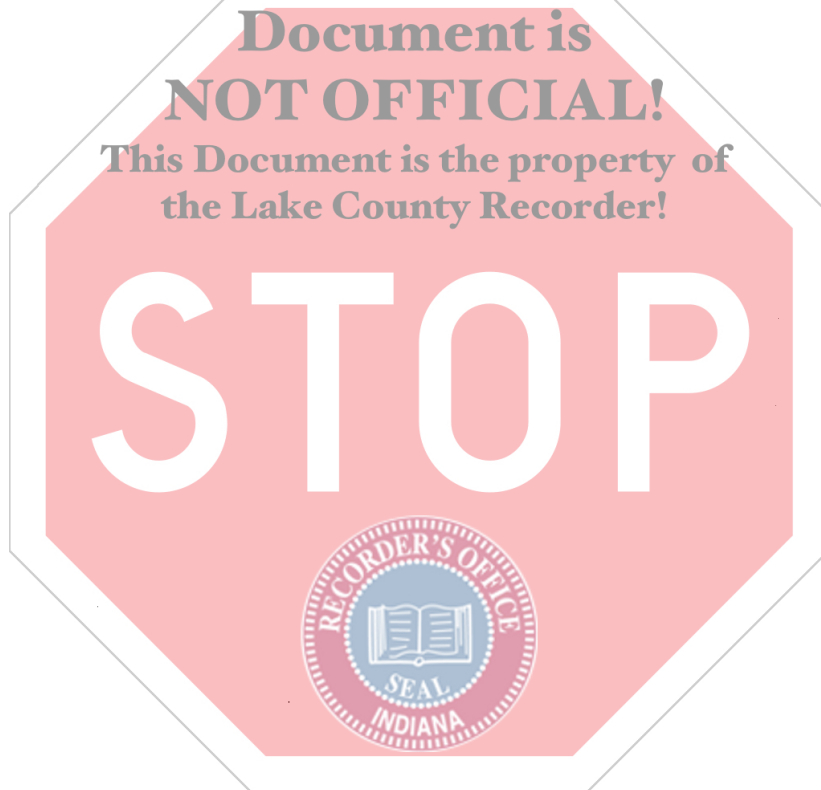 Document is
NOT OFFICIAL!
This Document is the property of
the Lake County Recorder!
STOP
RECORDER'S OFFICE
SEAL
INDIANA